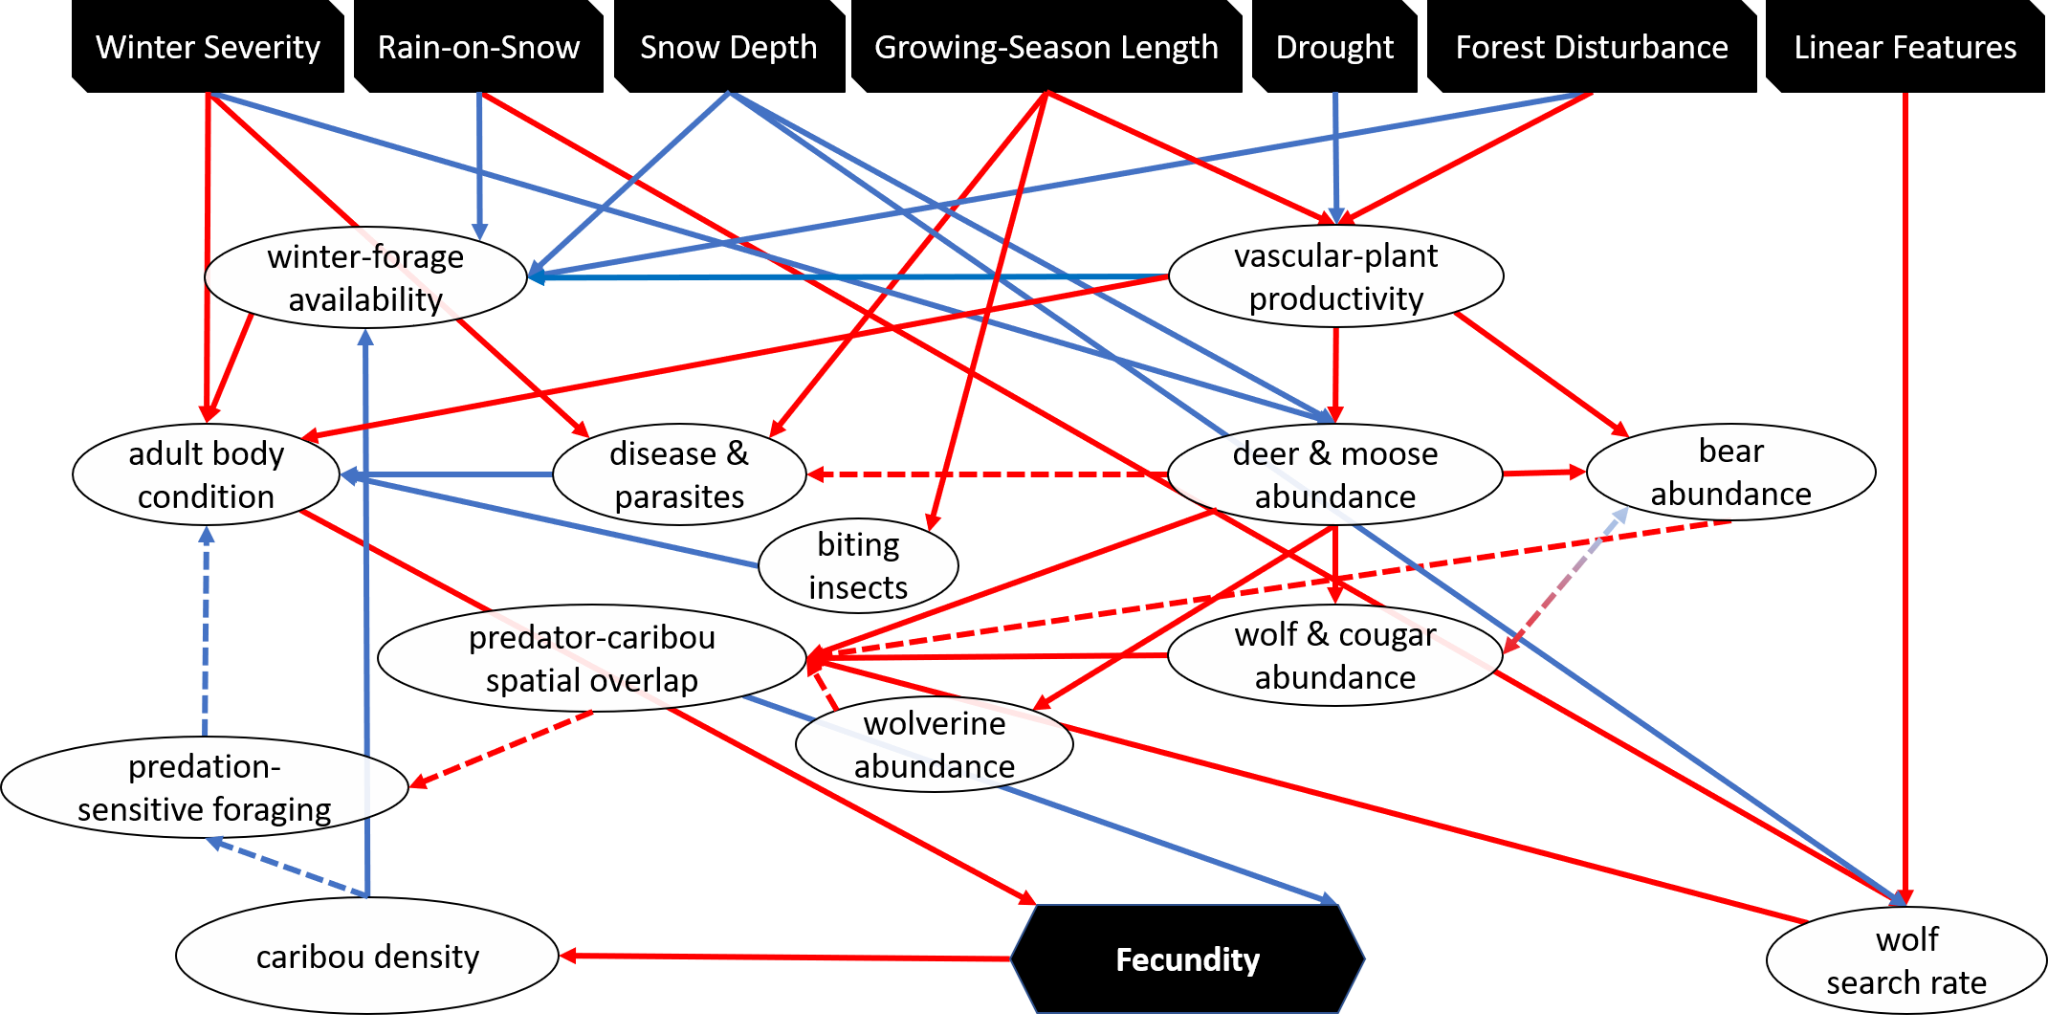 Winter Severity
Rain-on-Snow
Snow Depth
Growing-Season Length
Drought
Forest Disturbance
Linear Features
winter-forage
availability
vascular-plant
productivity
adult body
condition
disease &
parasites
deer & moose
abundance
bear
abundance
biting
insects
predator-caribou
spatial overlap
wolf & cougar
abundance
wolverine
abundance
predation-
sensitive foraging
caribou density
Fecundity
wolf
search rate